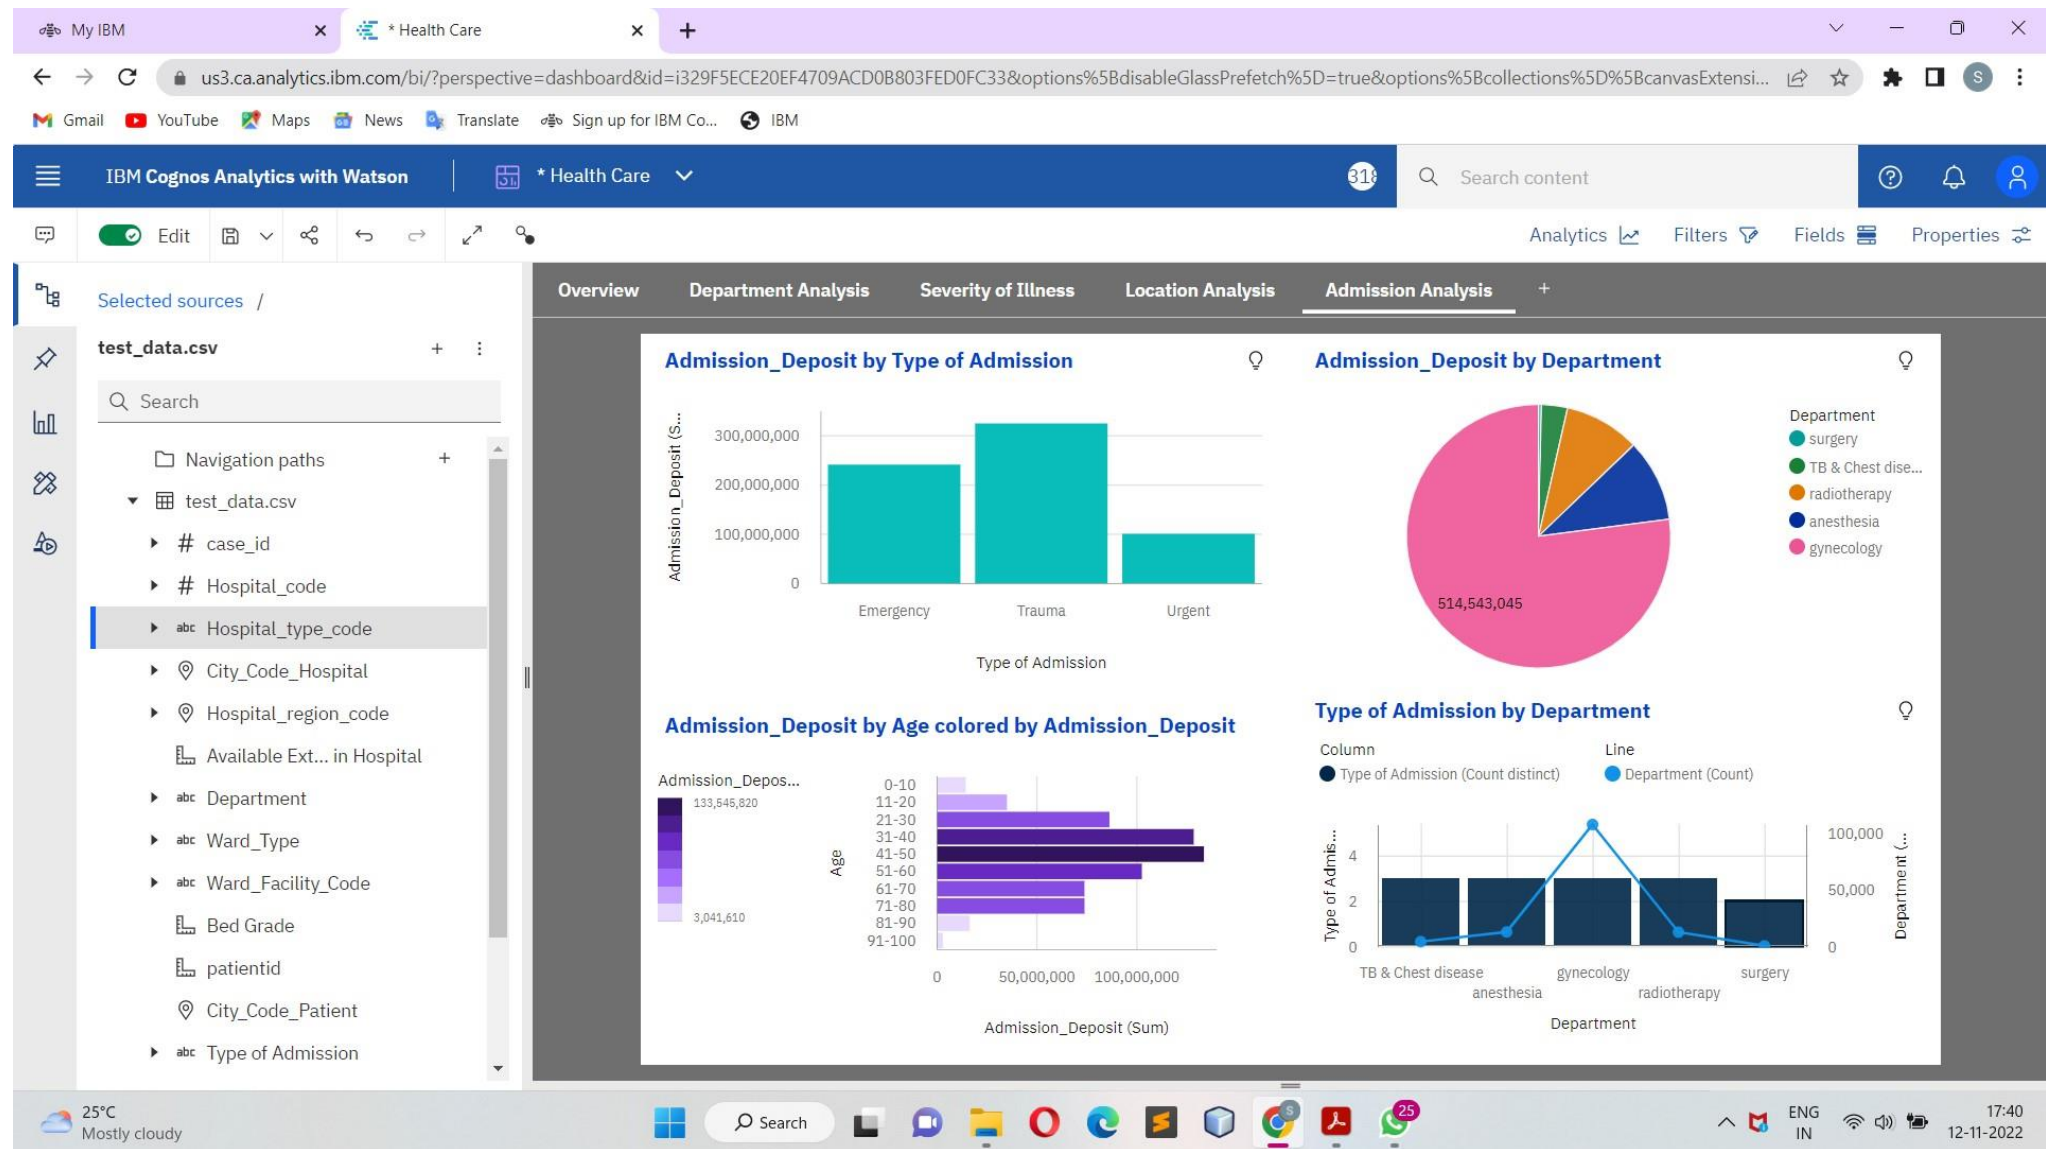 My IBM
* Health Care
us3.ca.analytics.ibm.com/bi/?perspective=dashboard&id=i329F5ECE20EF4709ACD0B803FED0FC33&options%5BdisableGlassPrefetch%5D=true&options%5Bcollections%5D%5BcanvasExtensi...
S
Gmail YouTube Maps News Translate Sign up for IBM Co... IBM
IBM Cognos Analytics with Watson
* Health Care
318
Search content
Edit
Analytics Filters Fields Properties
Selected sources /
test_data.csv
Search
Navigation paths
test_data.csv
# case_id
# Hospital_code
abc Hospital_type_code
City_Code_Hospital
Hospital_region_code
Available Ext... in Hospital
abc Department
abc Ward_Type
abc Ward_Facility_Code
Bed Grade
patientid
City_Code_Patient
abc Type of Admission
Overview Department Analysis Severity of Illness Location Analysis Admission Analysis +
Admission_Deposit by Type of Admission
Admission_Deposit (S...
300,000,000
200,000,000
100,000,000
0
Emergency Trauma Urgent
Type of Admission
Admission_Deposit by Department
514,543,045
Department
surgery
TB & Chest dise...
radiotherapy
anesthesia
gynecology
Admission_Deposit by Age colored by Admission_Deposit
Admission_Depos...
133,545,820
3,041,610
Age
0-10
11-20
21-30
31-40
41-50
51-60
61-70
71-80
81-90
91-100
0 50,000,000 100,000,000
Admission_Deposit (Sum)
Type of Admission by Department
Column Line
Type of Admission (Count distinct) Department (Count)
Type of Admis...
4
2
0
100,000
50,000
0
Department (...
TB & Chest disease gynecology surgery
anesthesia radiotherapy
Department
25°C
Mostly cloudy
Search
S
25
ENG
IN
17:40
12-11-2022